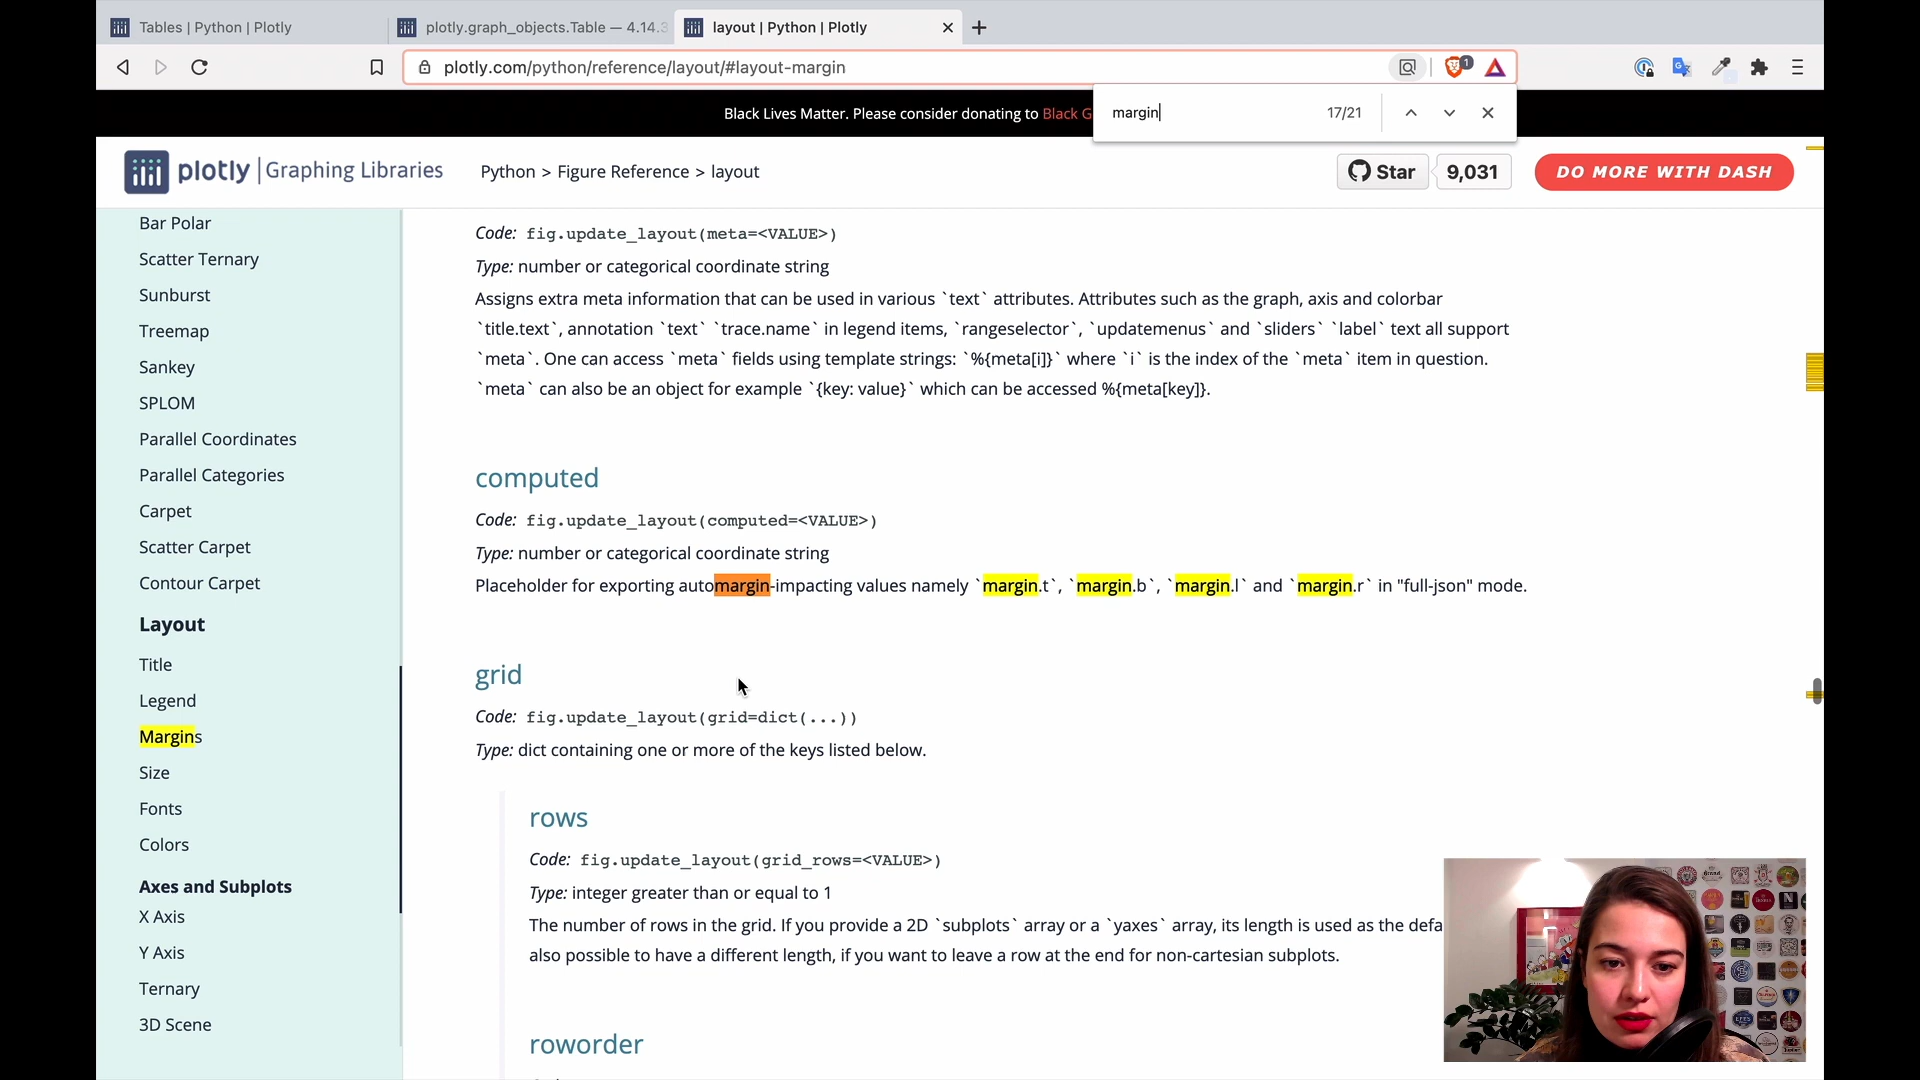 Tables | Python | Plotly
plotly.graph_objects.Table — 4.14.3
layout | Python | Plotly
plotly.com/python/reference/layout/#layout-margin
1
margin
17/21
Black Lives Matter. Please consider donating to Black G
plotly | Graphing Libraries
Python > Figure Reference > layout
Star
9,031
DO MORE WITH DASH
Bar Polar
Scatter Ternary
Sunburst
Treemap
Sankey
SPLOM
Parallel Coordinates
Parallel Categories
Carpet
Scatter Carpet
Contour Carpet
Layout
Title
Legend
Margins
Size
Fonts
Colors
Axes and Subplots
X Axis
Y Axis
Ternary
3D Scene
Code: fig.update_layout(meta=<VALUE>)
Type: number or categorical coordinate string
Assigns extra meta information that can be used in various `text` attributes. Attributes such as the graph, axis and colorbar
`title.text`, annotation `text` `trace.name` in legend items, `rangeselector`, `updatemenus` and `sliders` `label` text all support
`meta`. One can access `meta` fields using template strings: `%{meta[i]}` where `i` is the index of the `meta` item in question.
`meta` can also be an object for example `{key: value}` which can be accessed %{meta[key]}.
computed
Code: fig.update_layout(computed=<VALUE>)
Type: number or categorical coordinate string
Placeholder for exporting automargin-impacting values namely `margin.t`, `margin.b`, `margin.l` and `margin.r` in "full-json" mode.
grid
Code: fig.update_layout(grid=dict(...))
Type: dict containing one or more of the keys listed below.
rows
Code: fig.update_layout(grid_rows=<VALUE>)
Type: integer greater than or equal to 1
The number of rows in the grid. If you provide a 2D `subplots` array or a `yaxes` array, its length is used as the defa
also possible to have a different length, if you want to leave a row at the end for non-cartesian subplots.
roworder